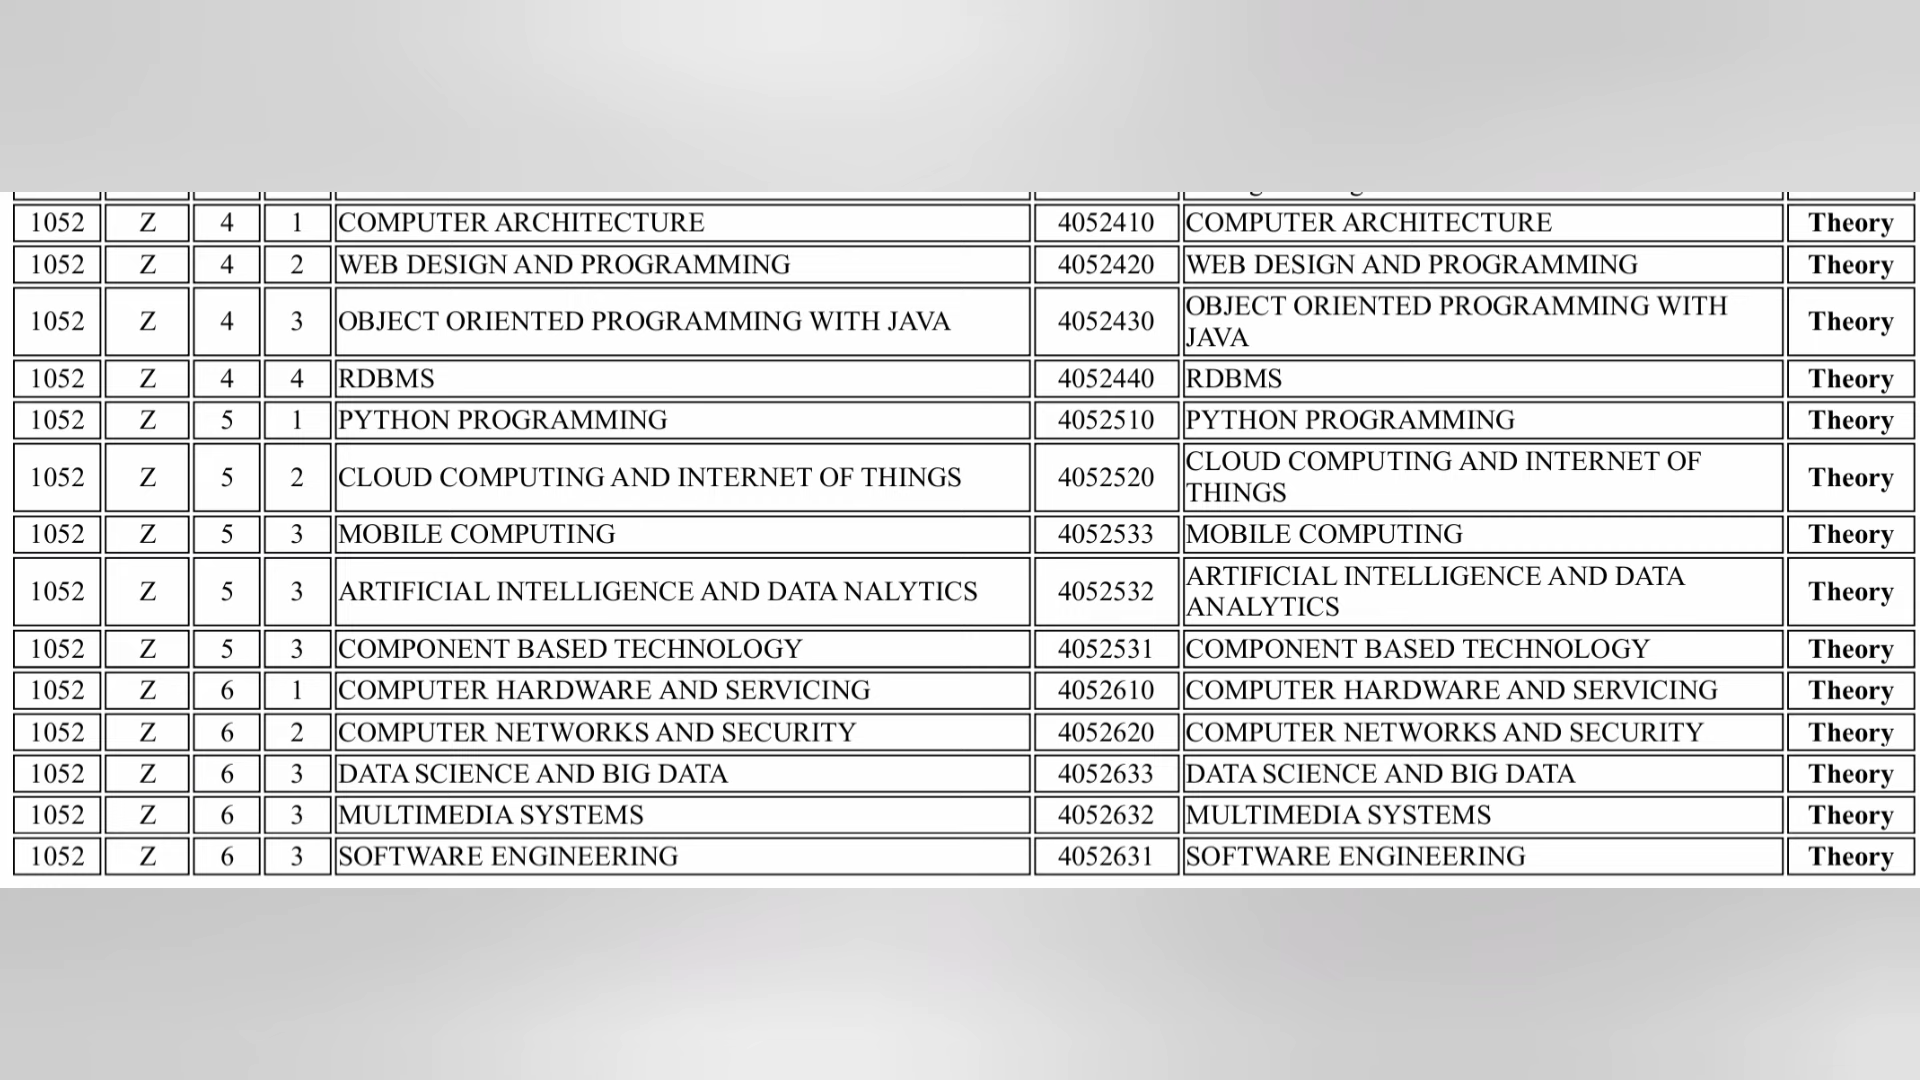 1052 Z 4 1 COMPUTER ARCHITECTURE 4052410 COMPUTER ARCHITECTURE Theory
1052 Z 4 2 WEB DESIGN AND PROGRAMMING 4052420 WEB DESIGN AND PROGRAMMING Theory
1052 Z 4 3 OBJECT ORIENTED PROGRAMMING WITH JAVA 4052430 OBJECT ORIENTED PROGRAMMING WITH
JAVA Theory
1052 Z 4 4 RDBMS 4052440 RDBMS Theory
1052 Z 5 1 PYTHON PROGRAMMING 4052510 PYTHON PROGRAMMING Theory
1052 Z 5 2 CLOUD COMPUTING AND INTERNET OF THINGS 4052520 CLOUD COMPUTING AND INTERNET OF
THINGS Theory
1052 Z 5 3 MOBILE COMPUTING 4052533 MOBILE COMPUTING Theory
1052 Z 5 3 ARTIFICIAL INTELLIGENCE AND DATA NALYTICS 4052532 ARTIFICIAL INTELLIGENCE AND DATA
ANALYTICS Theory
1052 Z 5 3 COMPONENT BASED TECHNOLOGY 4052531 COMPONENT BASED TECHNOLOGY Theory
1052 Z 6 1 COMPUTER HARDWARE AND SERVICING 4052610 COMPUTER HARDWARE AND SERVICING Theory
1052 Z 6 2 COMPUTER NETWORKS AND SECURITY 4052620 COMPUTER NETWORKS AND SECURITY Theory
1052 Z 6 3 DATA SCIENCE AND BIG DATA 4052633 DATA SCIENCE AND BIG DATA Theory
1052 Z 6 3 MULTIMEDIA SYSTEMS 4052632 MULTIMEDIA SYSTEMS Theory
1052 Z 6 3 SOFTWARE ENGINEERING 4052631 SOFTWARE ENGINEERING Theory